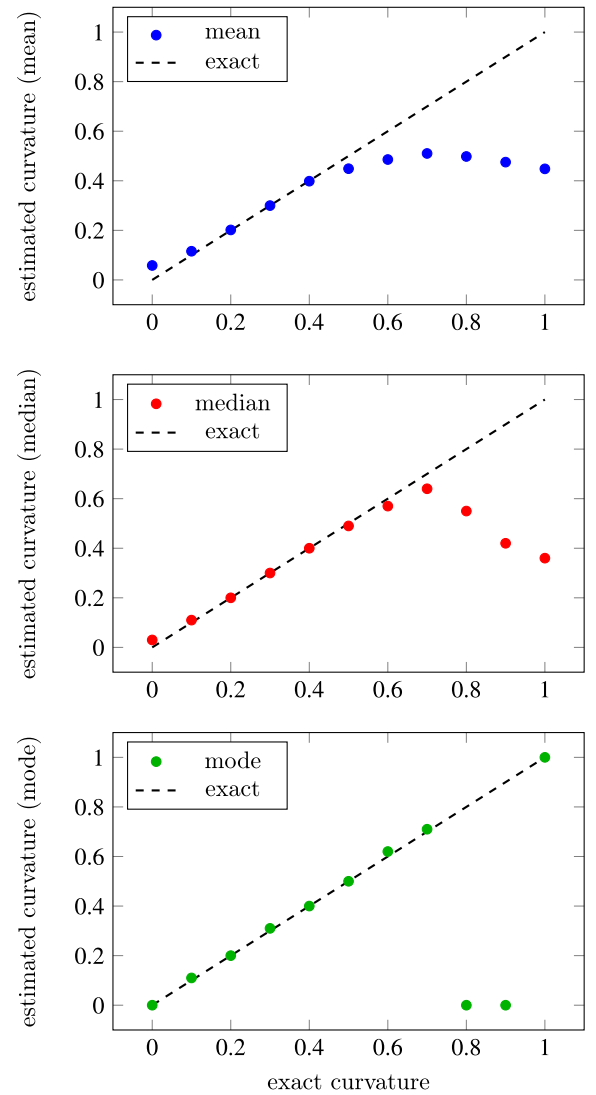 estimated curvature (mean)
mean
exact
1
0.8
0.6
0.4
0.2
0
0 0.2 0.4 0.6 0.8 1
estimated curvature (median)
median
exact
1
0.8
0.6
0.4
0.2
0
0 0.2 0.4 0.6 0.8 1
estimated curvature (mode)
mode
exact
1
0.8
0.6
0.4
0.2
0
0 0.2 0.4 0.6 0.8 1
exact curvature